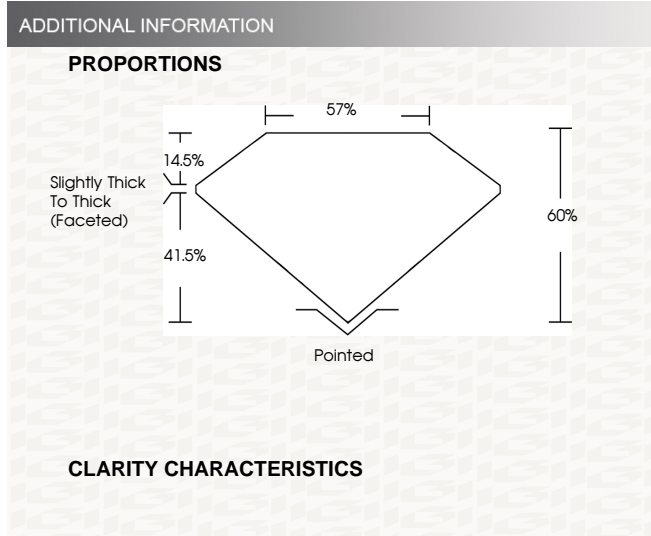 ADDITIONAL INFORMATION
PROPORTIONS
57%
14.5%
Slightly Thick
To Thick
(Faceted)
60%
41.5%
Pointed
CLARITY CHARACTERISTICS